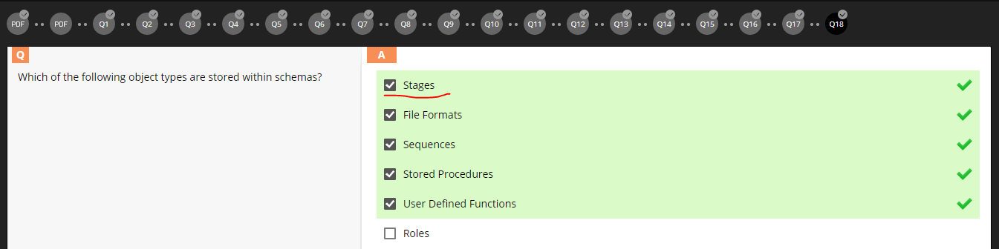 PDF PDF Q1 Q2 Q3 Q4 Q5 Q6 Q7 Q8 Q9 Q10 Q11 Q12 Q13 Q14 Q15 Q16 Q17 Q18
Q
Which of the following object types are stored within schemas?
A
Stages
File Formats
Sequences
Stored Procedures
User Defined Functions
Roles